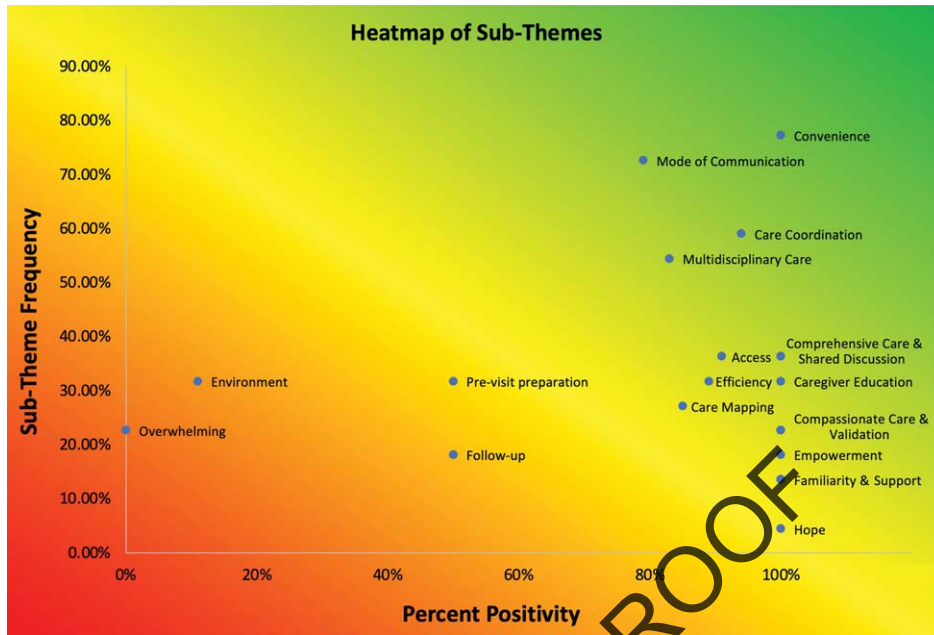 Heatmap of Sub-Themes
90.00%
80.00%
70.00%
60.00%
50.00%
40.00%
30.00%
20.00%
10.00%
0.00%
Sub-Theme Frequency
Convenience
Mode of Communication
Care Coordination
Multidisciplinary Care
Comprehensive Care &
Shared Discussion
Access
Environment
Pre-visit preparation
Efficiency
Caregiver Education
Care Mapping
Compassionate Care &
Validation
Overwhelming
Follow-up
Empowerment
Familiarity & Support
Hope
0%
20%
40%
60%
80%
100%
Percent Positivity
ROOF